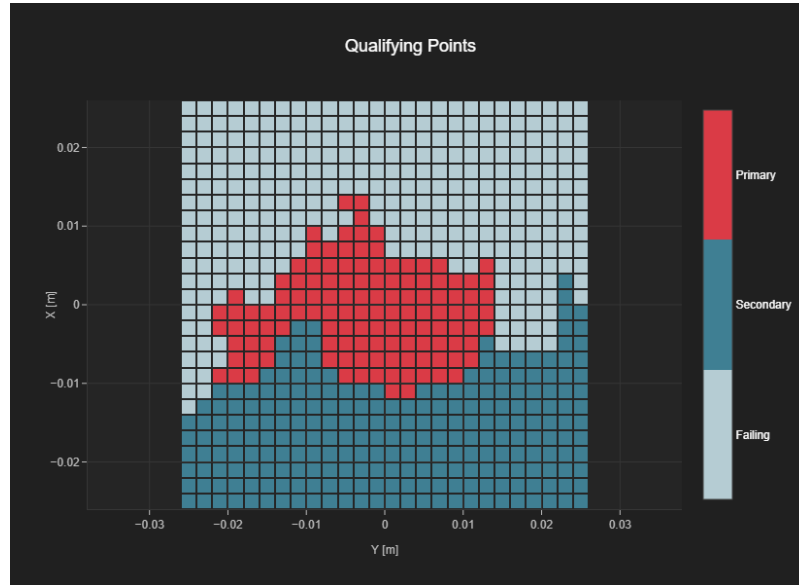 Qualifying Points
Primary
Secondary
Failing
X [m]
0.02
0.01
0
−0.01
−0.02
−0.03
−0.02
−0.01
0
0.01
0.02
0.03
Y [m]